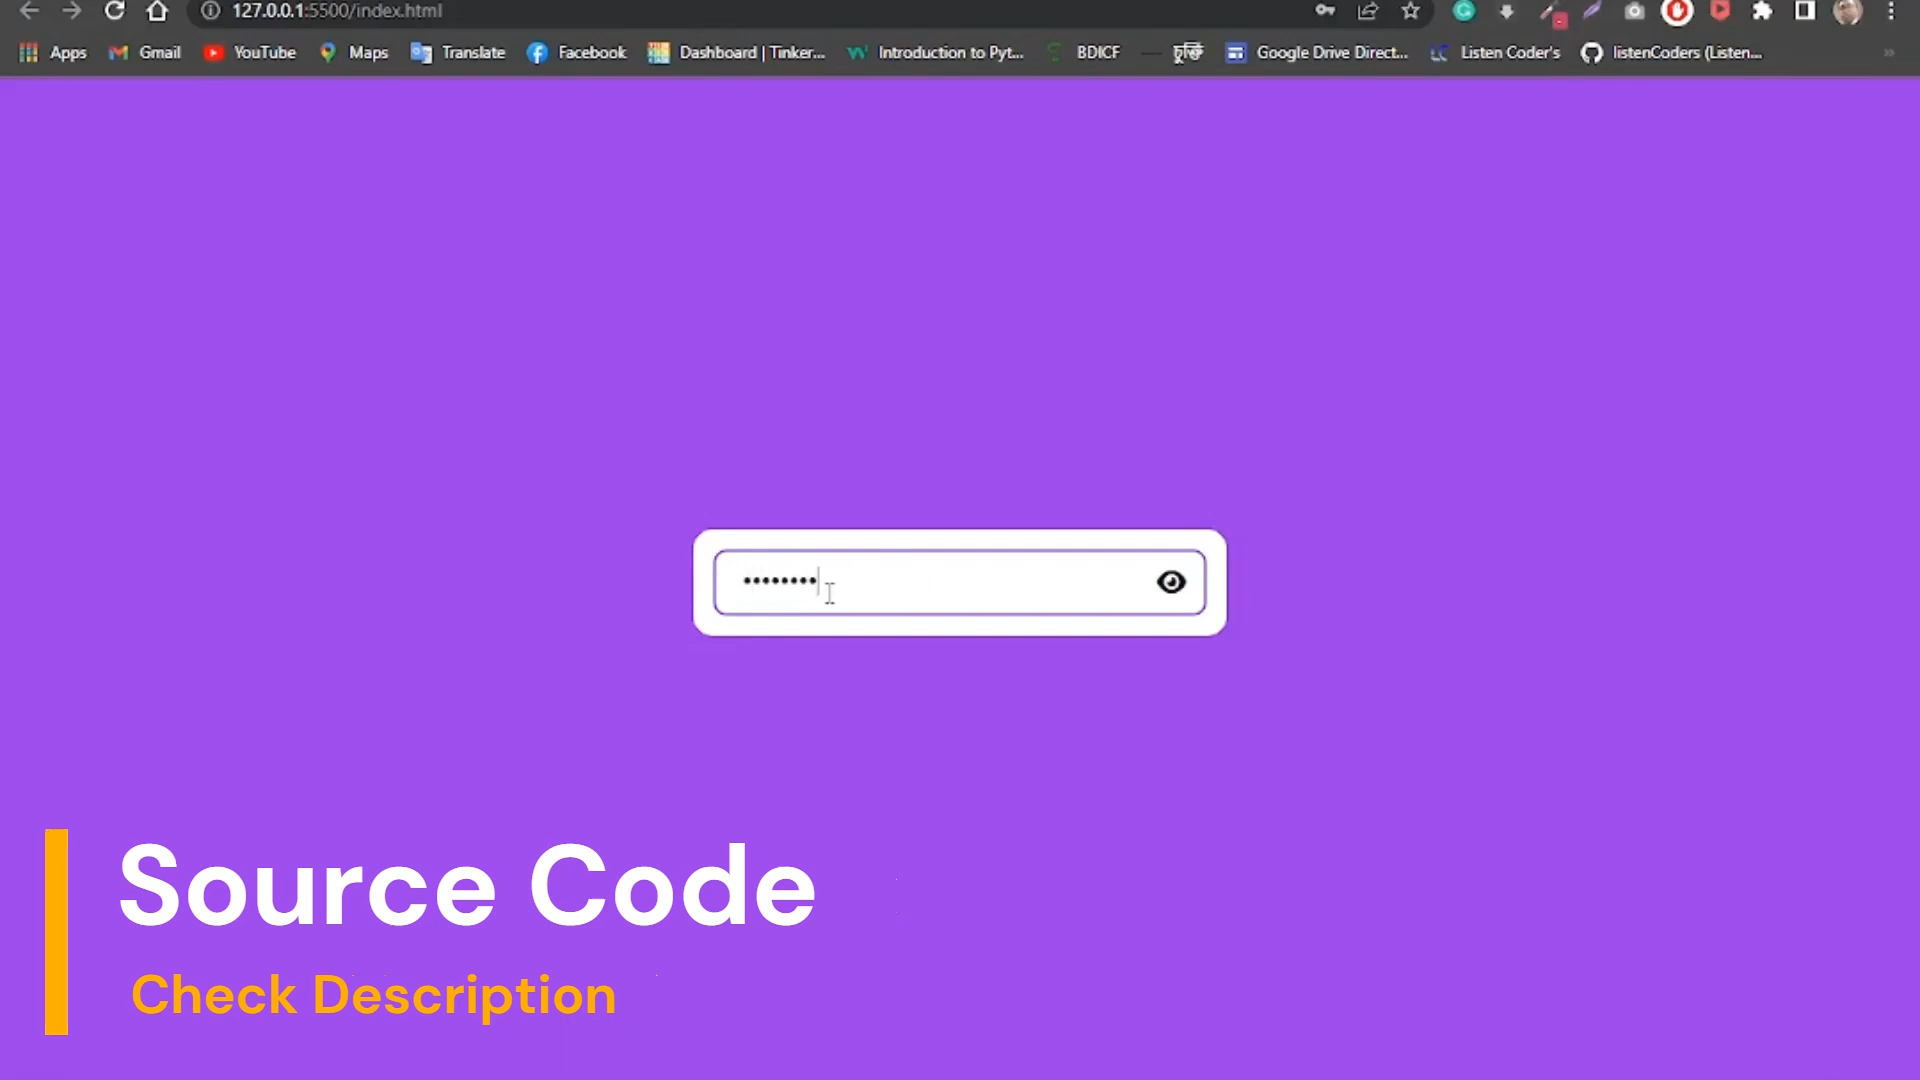 127.0.0.1:5500/index.html
Apps Gmail YouTube Maps Translate Facebook Dashboard | Tinker... Introduction to Pyt... BDICF Google Drive Direct... Listen Coder's listenCoders (Listen...
Source Code
Check Description